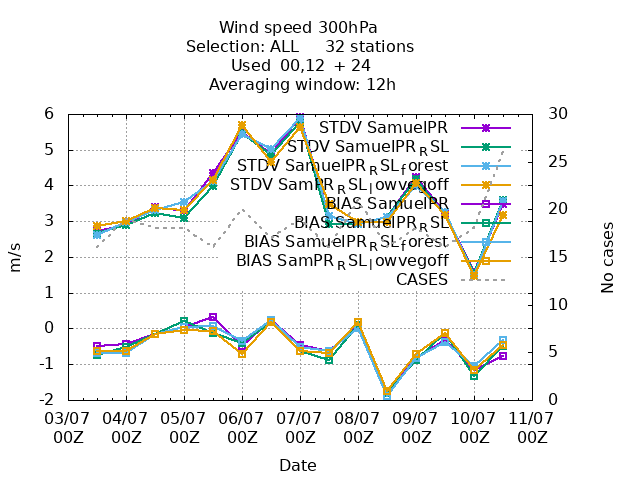 Wind speed 300hPa
Selection: ALL 32 stations
Used 00,12 + 24
Averaging window: 12h
6 30
STDV SamuelPR
5 STDV SamuelPR_RSL 25
STDV SamuelPR_RSL_forest
4 STDV SamPR_RSL_lowvegoff
BIAS SamuelPR 20
3 BIAS SamuelPR_RSL
BIAS SamuelPR_RSL_forest
2 BIAS SamPR_RSL_lowvegoff 15
CASES
1
10
0
5
-1
-2 0
m/s
No cases
03/07 04/07 05/07 06/07 07/07 08/07 09/07 10/07 11/07
00Z 00Z 00Z 00Z 00Z 00Z 00Z 00Z 00Z
Date